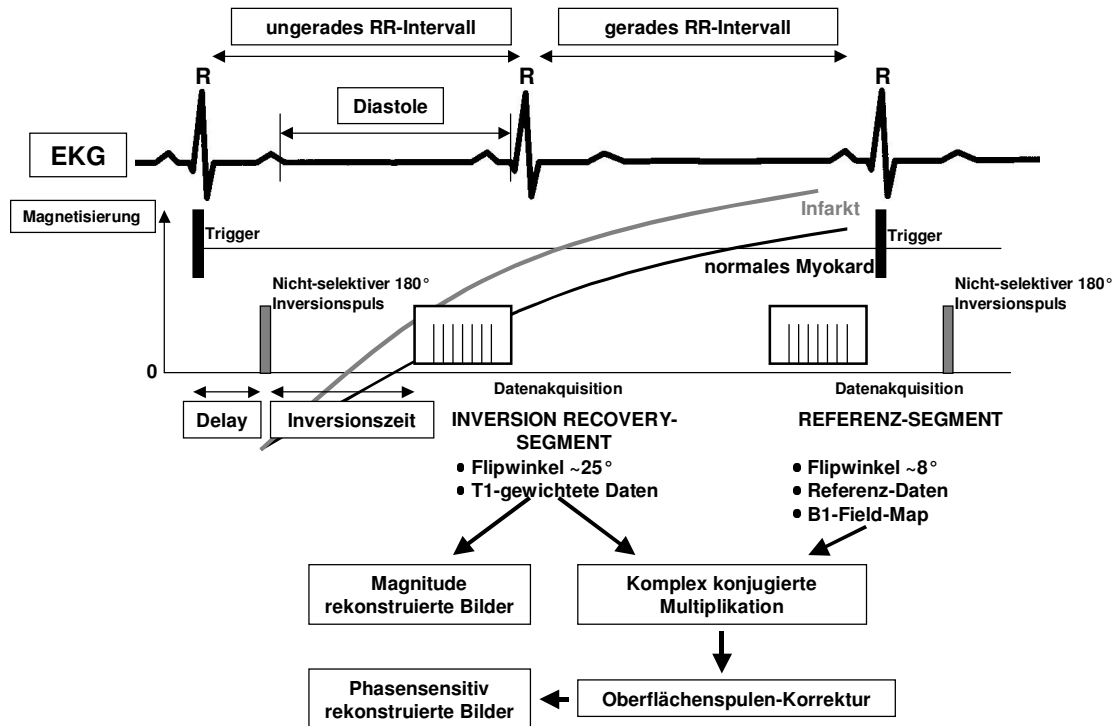 ungerades RR-Intervall
gerades RR-Intervall
R
R
R
Diastole
EKG
Magnetisierung
Infarkt
Trigger
Trigger
normales Myokard
Nicht-selektiver 180°
Inversionspuls
Nicht-selektiver 180°
Inversionspuls
0
Datenakquisition
Datenakquisition
Delay
Inversionszeit
INVERSION RECOVERY-
SEGMENT
• Flipwinkel ~25°
• T1-gewichtete Daten
REFERENZ-SEGMENT
• Flipwinkel ~8°
• Referenz-Daten
• B1-Field-Map
Magnitude
rekonstruierte Bilder
Komplex konjugierte
Multiplikation
Phasensensitiv
rekonstruierte Bilder
Oberflächenspulen-Korrektur